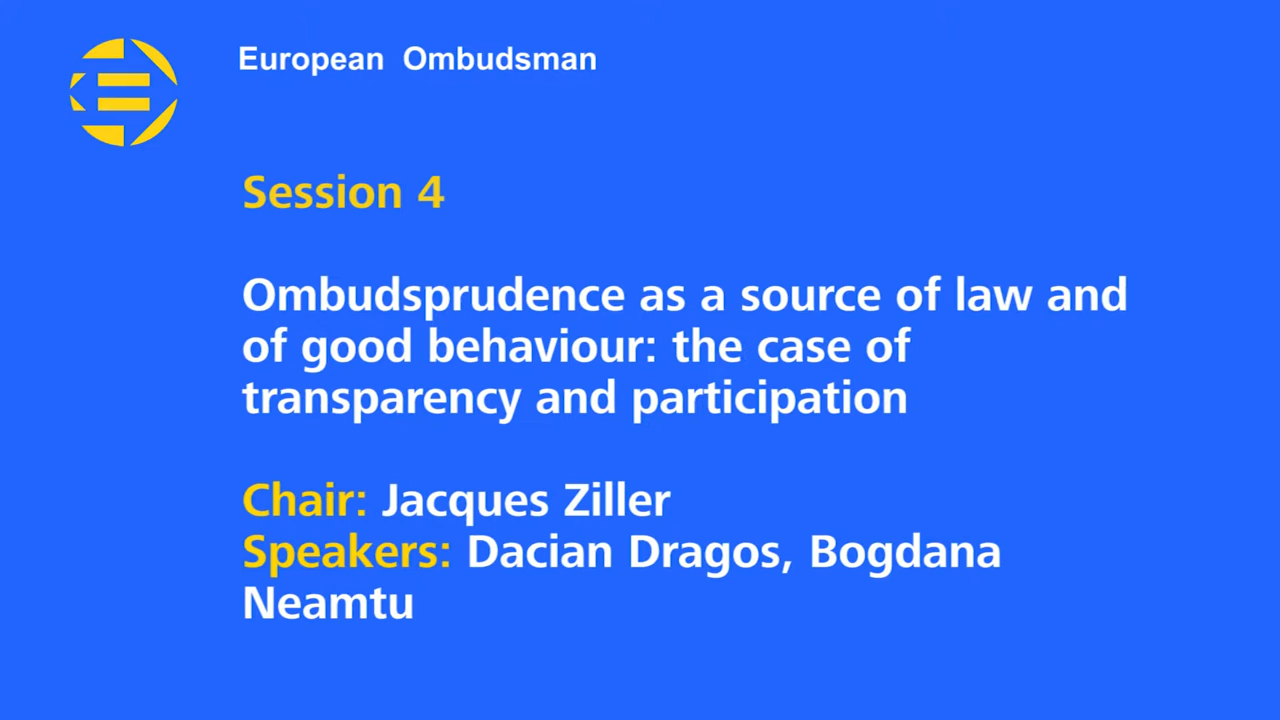 European Ombudsman
Session 4
Ombudsprudence as a source of law and
of good behaviour: the case of
transparency and participation
Chair: Jacques Ziller
Speakers: Dacian Dragos, Bogdana
Neamtu